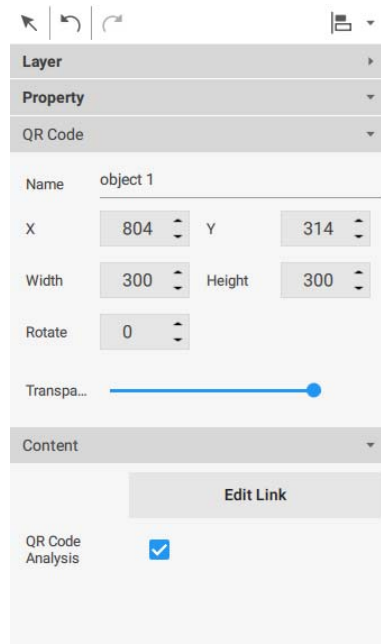 Layer
Property
QR Code
Name object 1
X 804 Y 314
Width 300 Height 300
Rotate 0
Transpa...
Content
Edit Link
QR Code
Analysis